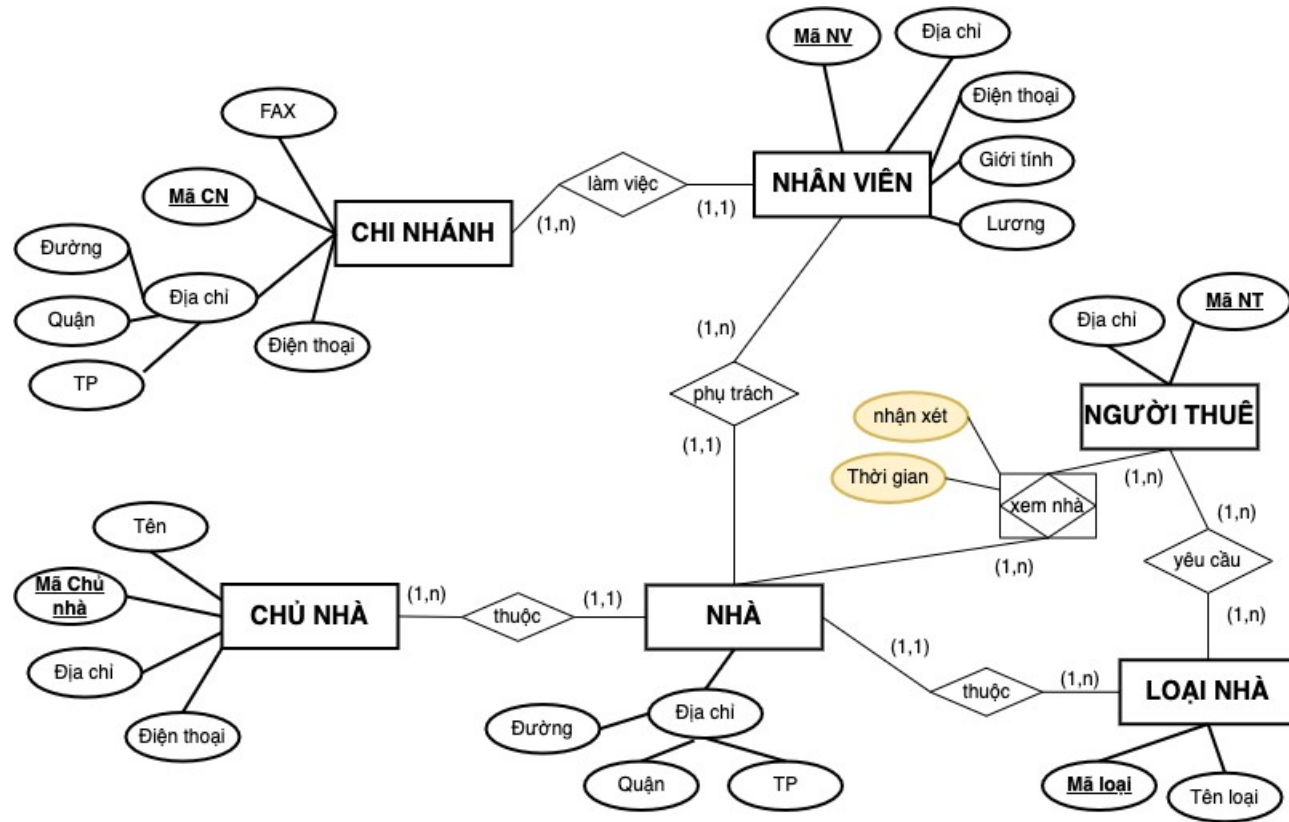 Mã NV
Địa chỉ
FAX
Điện thoại
làm việc
NHÂN VIÊN
Giới tính
Mã CN
(1,n)
(1,1)
CHI NHÁNH
Lương
Đường
Địa chỉ
Quận
Điện thoại
TP
(1,n)
Địa chỉ
Mã NT
phụ trách
NGƯỜI THUÊ
nhận xét
(1,1)
(1,n)
Thời gian
xem nhà
(1,n)
Tên
yêu cầu
Mã Chủ
nhà
(1,n)
(1,1)
(1,n)
CHỦ NHÀ
thuộc
NHÀ
(1,n)
(1,1)
Địa chỉ
thuộc
(1,n)
LOẠI NHÀ
Điện thoại
Đường
Địa chỉ
Quận
TP
Mã loại
Tên loại